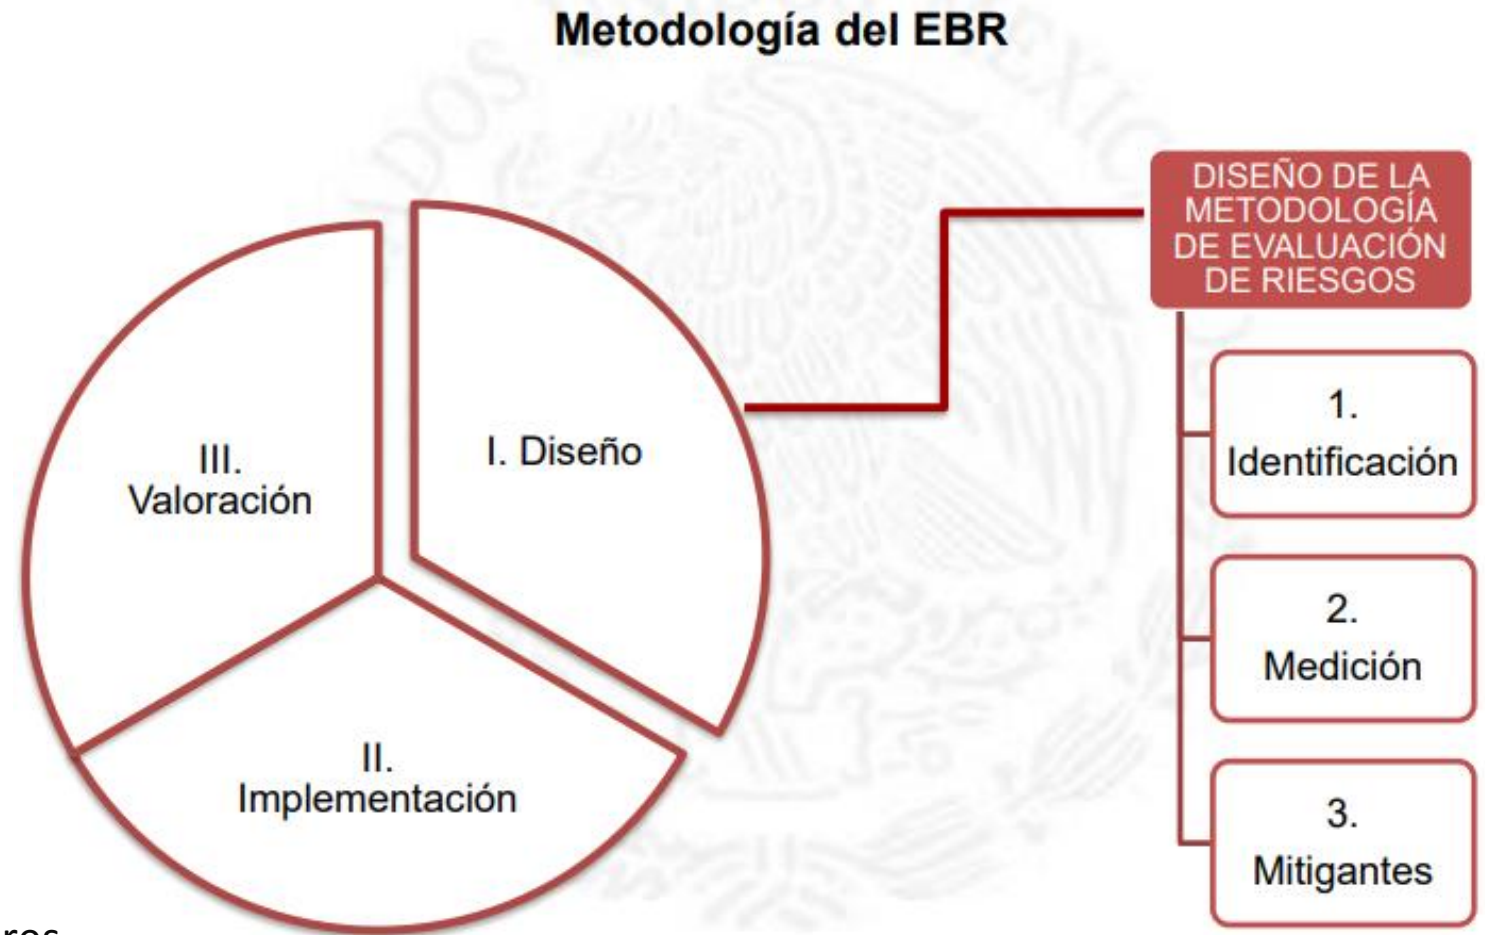 Metodología del EBR
DISEÑO DE LA
METODOLOGÍA
DE EVALUACIÓN
DE RIESGOS
I. Diseño
III.
Valoración
II.
Implementación
1.
Identificación
2.
Medición
3.
Mitigantes